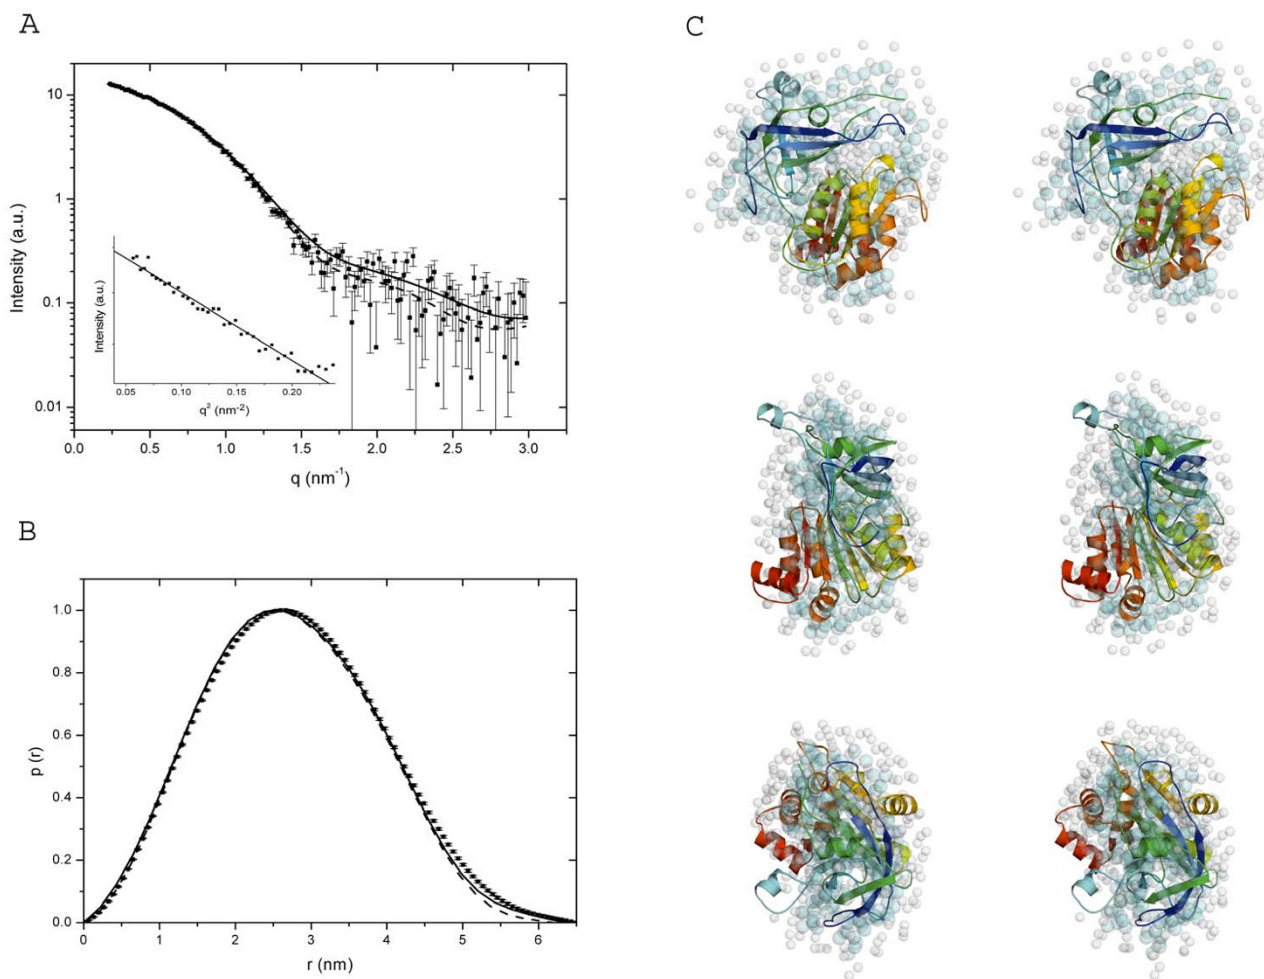 A
10
1
0.1
0.01
Intensity (a.u.)
0.0 0.5 1.0 1.5 2.0 2.5 3.0
q (nm⁻¹)
Intensity (a.u.)
0.05 0.10 0.15 0.20
q² (nm⁻²)
B
1.0
0.8
0.6
0.4
0.2
0.0
p (r)
0 1 2 3 4 5 6
r (nm)
C